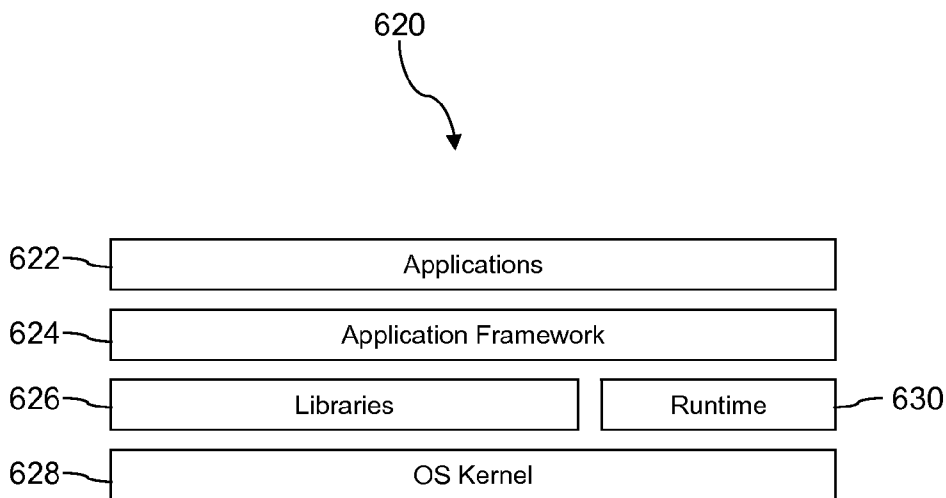 620
622 Applications
624 Application Framework
626 Libraries Runtime 630
628 OS Kernel